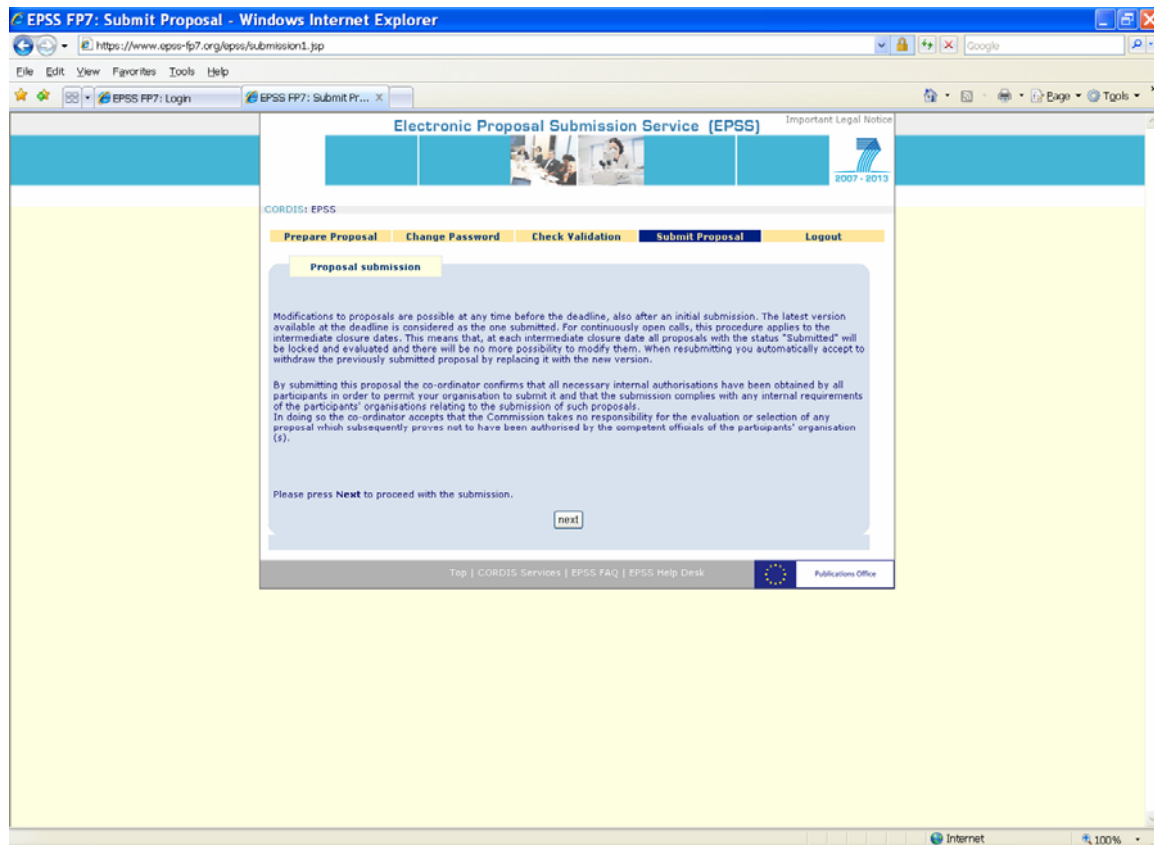 EPSS FP7: Submit Proposal - Windows Internet Explorer
https://www.epss-fp7.org/epss/submission1.jsp
Google
File Edit View Favorites Tools Help
EPSS FP7: Login EPSS FP7: Submit Pr... Page Tools
Electronic Proposal Submission Service (EPSS) Important Legal Notice
2007 - 2013
CORDIS: EPSS
Prepare Proposal Change Password Check Validation Submit Proposal Logout
Proposal submission
Modifications to proposals are possible at any time before the deadline, also after an initial submission. The latest version
available at the deadline is considered as the one submitted. For continuously open calls, this procedure applies to the
intermediate closure dates. This means that, at each intermediate closure date all proposals with the status "Submitted" will
be locked and evaluated and there will be no more possibility to modify them. When resubmitting you automatically accept to
withdraw the previously submitted proposal by replacing it with the new version.
By submitting this proposal the co-ordinator confirms that all necessary internal authorisations have been obtained by all
participants in order to permit your organisation to submit it and that the submission complies with any internal requirements
of the participants' organisations relating to the submission of such proposals.
In doing so the co-ordinator accepts that the Commission takes no responsibility for the evaluation or selection of any
proposal which subsequently proves not to have been authorised by the competent officials of the participants' organisation
(s).
Please press Next to proceed with the submission.
next
Top | CORDIS Services | EPSS FAQ | EPSS Help Desk Publications Office
Internet 100%